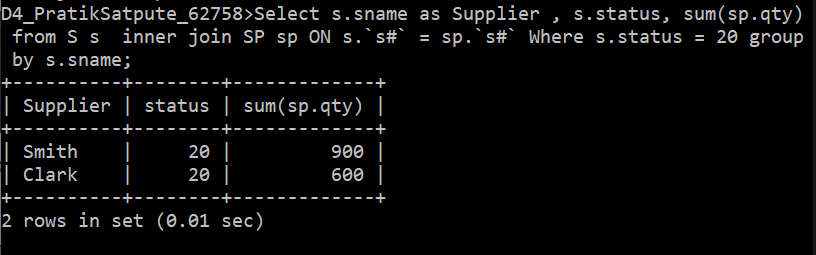 D4_PratikSatpute_62758>Select s.sname as Supplier , s.status, sum(sp.qty)
 from S s  inner join SP sp ON s.`s#` = sp.`s#` Where s.status = 20 group
 by s.sname;
+----------+--------+-------------+
| Supplier | status | sum(sp.qty) |
+----------+--------+-------------+
| Smith    |     20 |         900 |
| Clark    |     20 |         600 |
+----------+--------+-------------+
2 rows in set (0.01 sec)